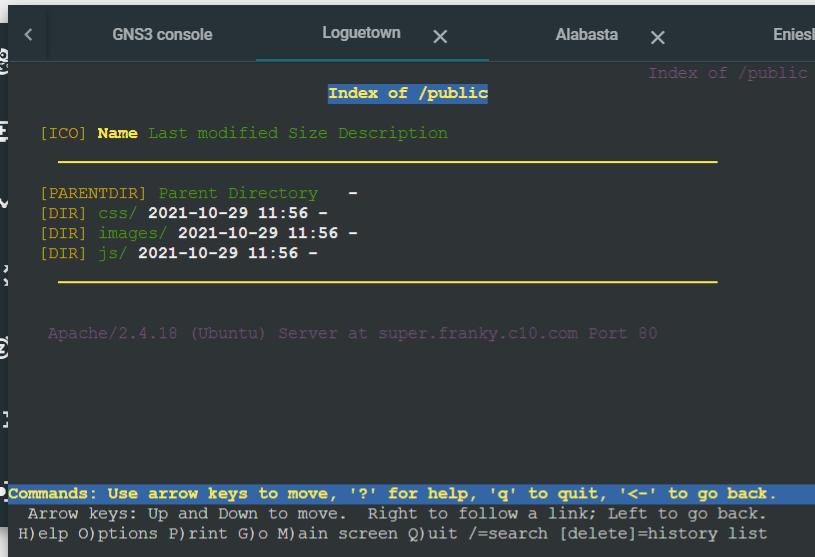 GNS3 console Loguetown Alabasta Eniesl
Index of /public
Index of /public
[ICO] Name Last modified Size Description
[PARENTDIR] Parent Directory -
[DIR] css/ 2021-10-29 11:56 -
[DIR] images/ 2021-10-29 11:56 -
[DIR] js/ 2021-10-29 11:56 -
Apache/2.4.18 (Ubuntu) Server at super.franky.c10.com Port 80
Commands: Use arrow keys to move, '?' for help, 'q' to quit, '<-' to go back.
Arrow keys: Up and Down to move. Right to follow a link; Left to go back.
H)elp O)ptions P)rint G)o M)ain screen Q)uit /=search [delete]=history list